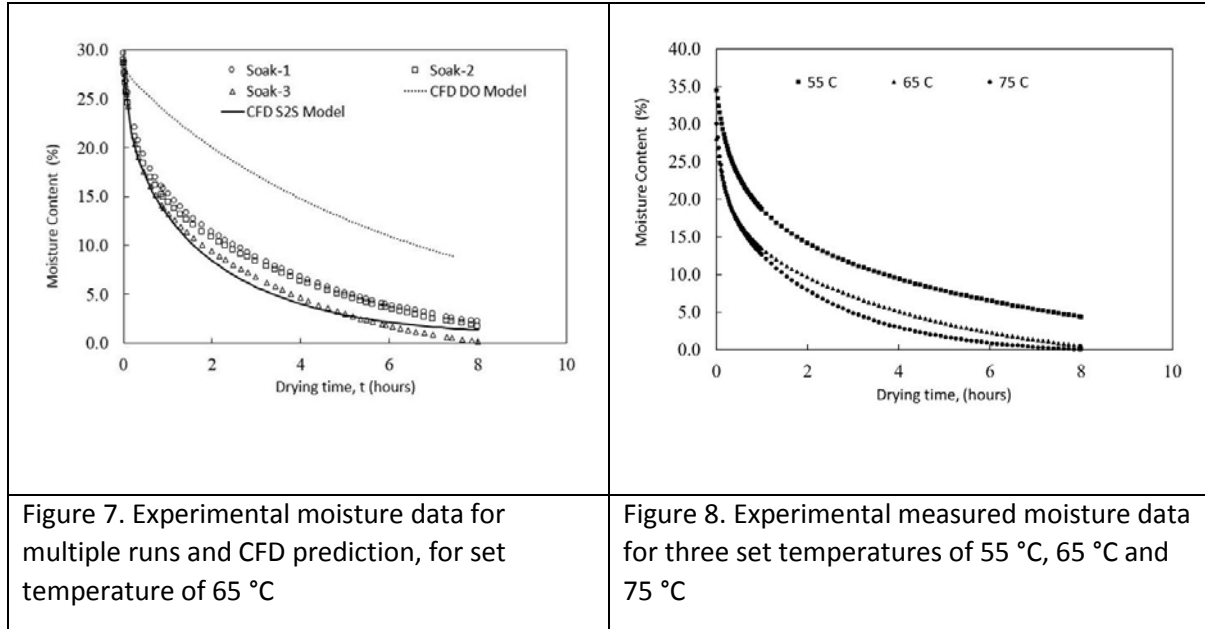 30.0
25.0
20.0
15.0
10.0
5.0
0.0
Moisture Content (%)
○ Soak-1 □ Soak-2
△ Soak-3 ········ CFD DO Model
—— CFD S2S Model
0 2 4 6 8 10
Drying time, t (hours)
Figure 7. Experimental moisture data for
multiple runs and CFD prediction, for set
temperature of 65 °C
40.0
35.0
30.0
25.0
20.0
15.0
10.0
5.0
0.0
Moisture Content (%)
■ 55 C ▲ 65 C ● 75 C
0 2 4 6 8 10
Drying time, (hours)
Figure 8. Experimental measured moisture data
for three set temperatures of 55 °C, 65 °C and
75 °C